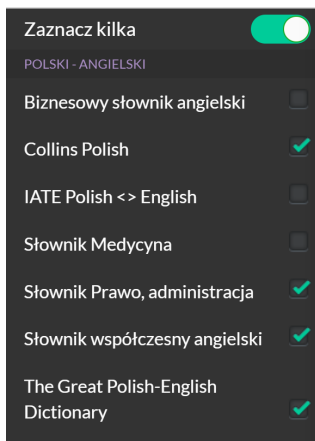 Zaznacz kilka
POLSKI - ANGIELSKI
Biznesowy słownik angielski
Collins Polish
IATE Polish <> English
Słownik Medycyna
Słownik Prawo, administracja
Słownik współczesny angielski
The Great Polish-English
Dictionary